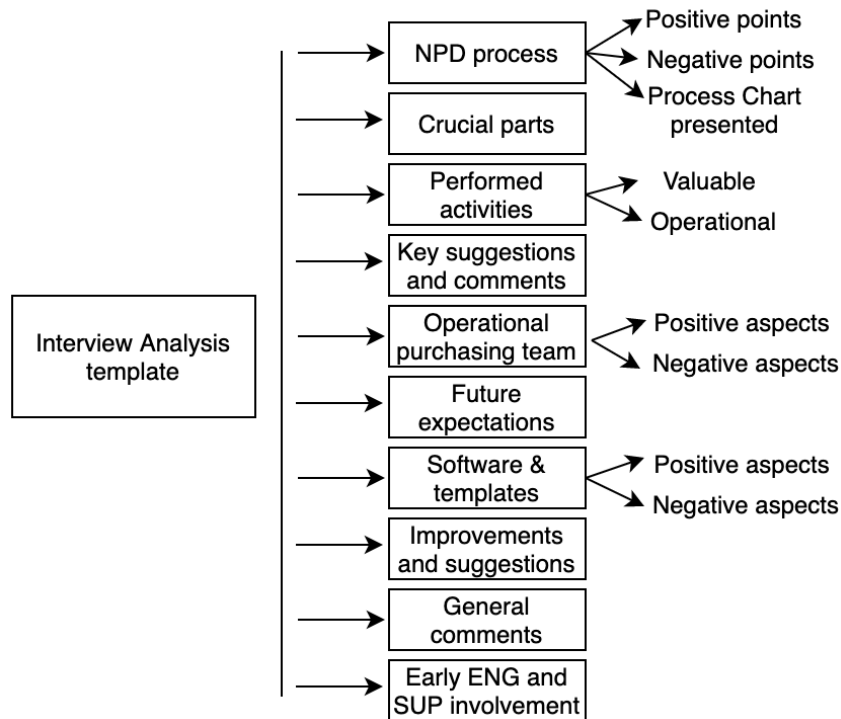 Interview Analysis
template
NPD process
Positive points
Negative points
Process Chart
presented
Crucial parts
Performed
activities
Valuable
Operational
Key suggestions
and comments
Operational
purchasing team
Positive aspects
Negative aspects
Future
expectations
Software &
templates
Positive aspects
Negative aspects
Improvements
and suggestions
General
comments
Early ENG and
SUP involvement